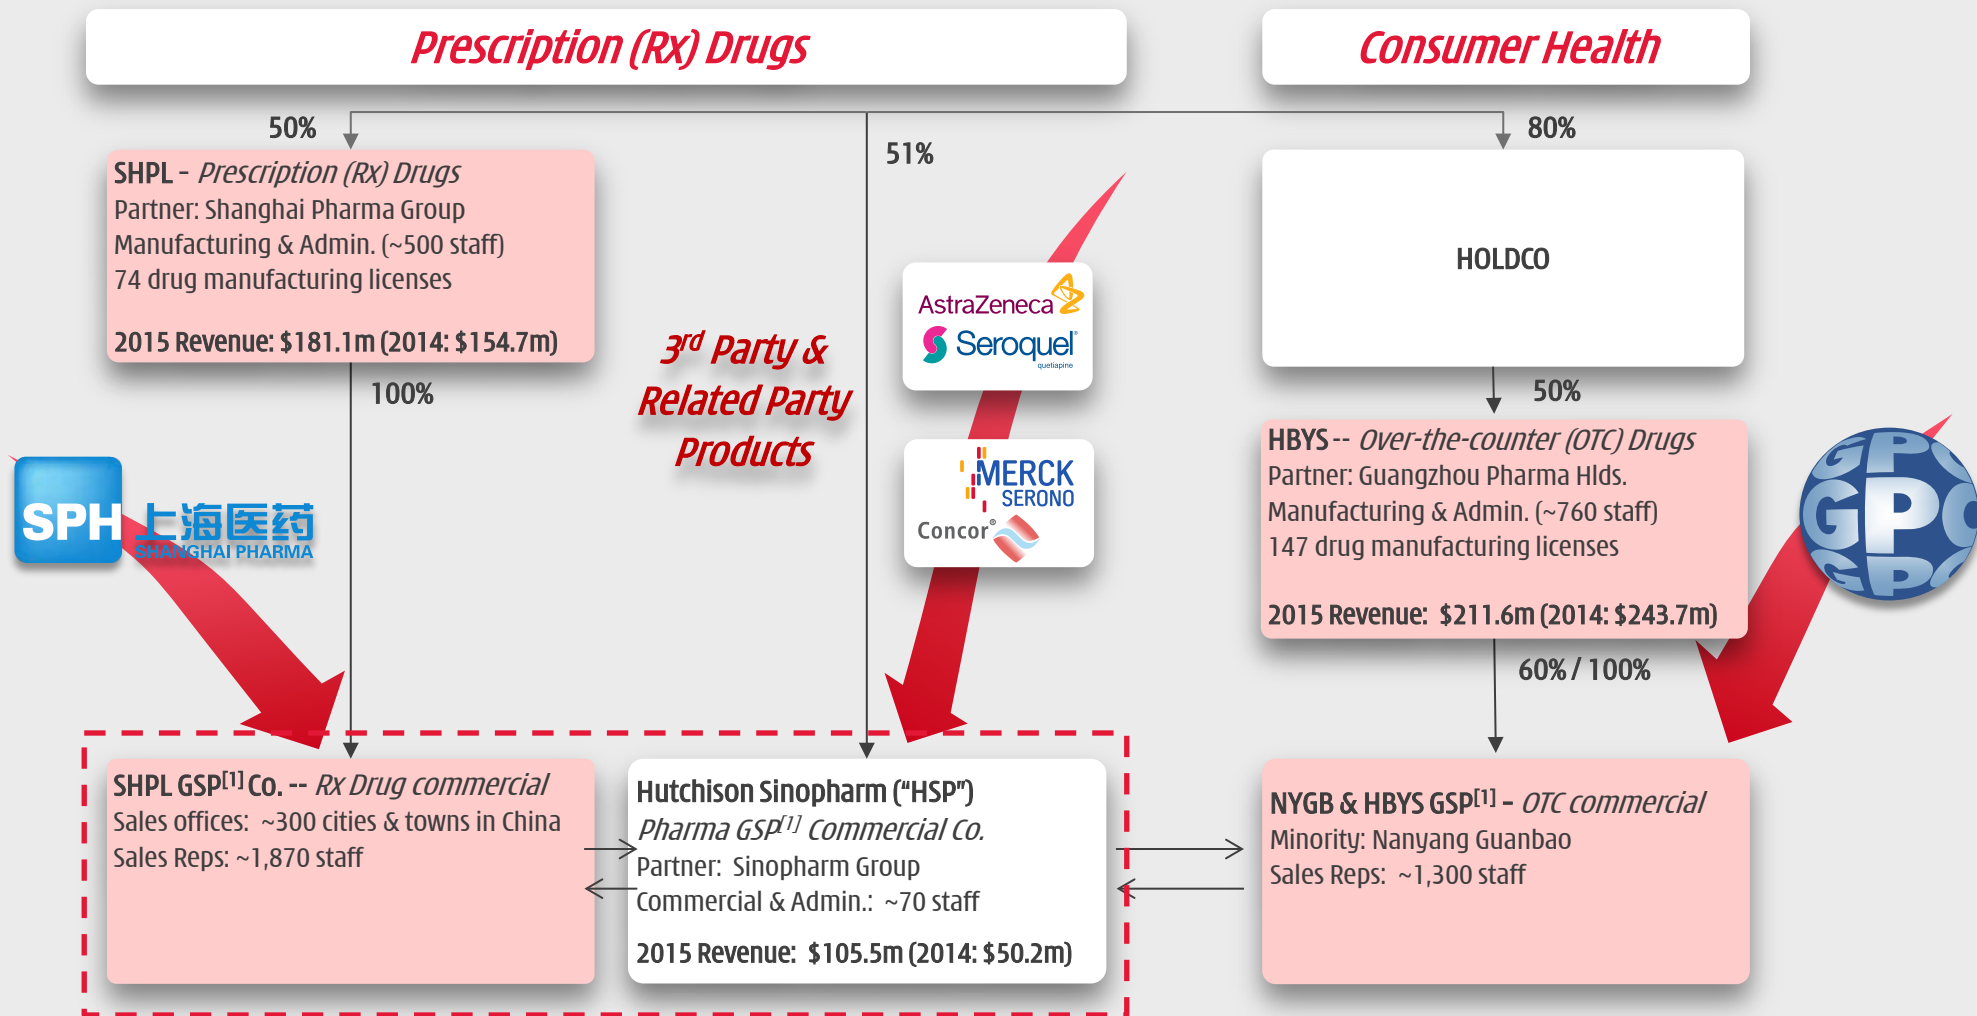 Prescription (Rx) Drugs
Consumer Health
50%
51%
80%
SHPL - Prescription (Rx) Drugs
Partner: Shanghai Pharma Group
Manufacturing & Admin. (~500 staff)
74 drug manufacturing licenses
2015 Revenue: $181.1m (2014: $154.7m)
100%
3rd Party &
Related Party
Products
AstraZeneca
Seroquel®
quetiapine
MERCK
SERONO
Concor®
HOLDCO
50%
HBYS -- Over-the-counter (OTC) Drugs
Partner: Guangzhou Pharma Hlds.
Manufacturing & Admin. (~760 staff)
147 drug manufacturing licenses
2015 Revenue: $211.6m (2014: $243.7m)
60% / 100%
SPH 上海医药
SHANGHAI PHARMA
GPC
GPC
GPC
SHPL GSP[1] Co. -- Rx Drug commercial
Sales offices: ~300 cities & towns in China
Sales Reps: ~1,870 staff
Hutchison Sinopharm (“HSP”)
Pharma GSP[1] Commercial Co.
Partner: Sinopharm Group
Commercial & Admin.: ~70 staff
2015 Revenue: $105.5m (2014: $50.2m)
NYGB & HBYS GSP[1] – OTC commercial
Minority: Nanyang Guanbao
Sales Reps: ~1,300 staff